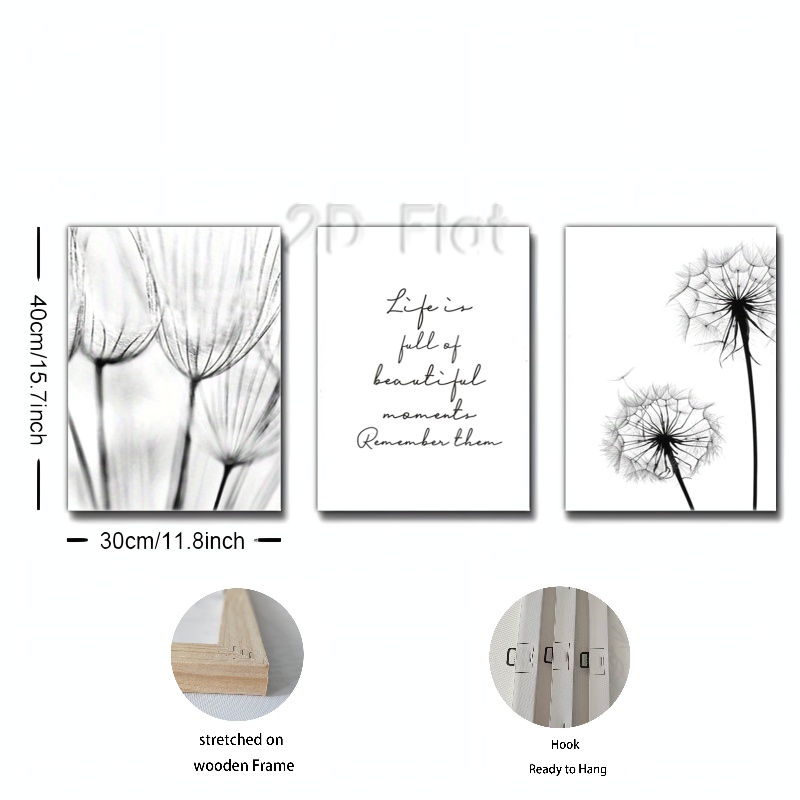 2D Flat
40cm/15.7inch
Life is
full of
beautiful
moments
Remember them
30cm/11.8inch
stretched on
wooden Frame
Hook
Ready to Hang